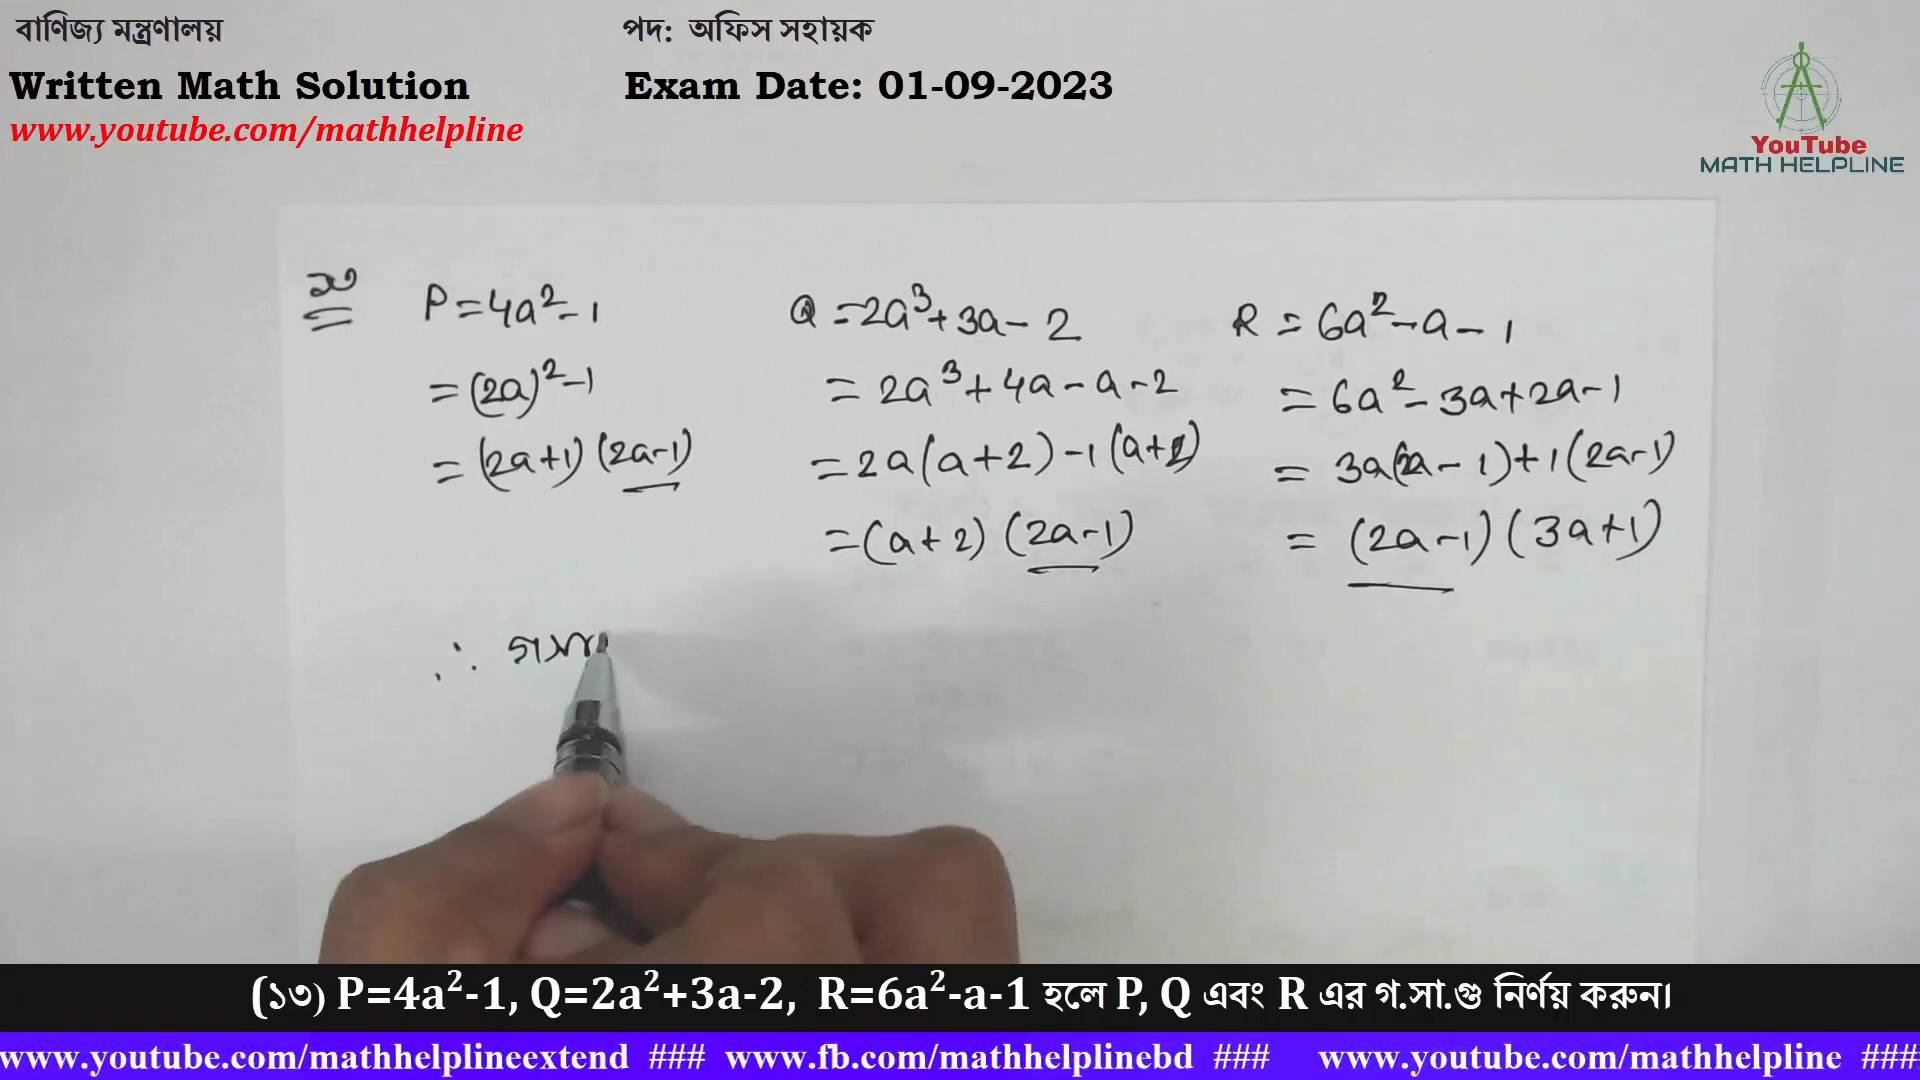 বাণিজ্য মন্ত্রণালয়
পদ: অফিস সহায়ক
Written Math Solution
Exam Date: 01-09-2023
www.youtube.com/mathhelpline
YouTube
MATH HELPLINE
১৩
P=4a²-1
=(2a)²-1
=(2a+1)(2a-1)
Q=2a³+3a-2
=2a³+4a-a-2
=2a(a+2)-1(a+2)
=(a+2)(2a-1)
R=6a²-a-1
=6a²-3a+2a-1
=3a(2a-1)+1(2a-1)
=(2a-1)(3a+1)
∴ গসা
(১৩) P=4a²-1, Q=2a²+3a-2, R=6a²-a-1 হলে P, Q এবং R এর গ.সা.গু নির্ণয় করুন।
www.youtube.com/mathhelplineextend ### www.fb.com/mathhelplinebd ### www.youtube.com/mathhelpline ###